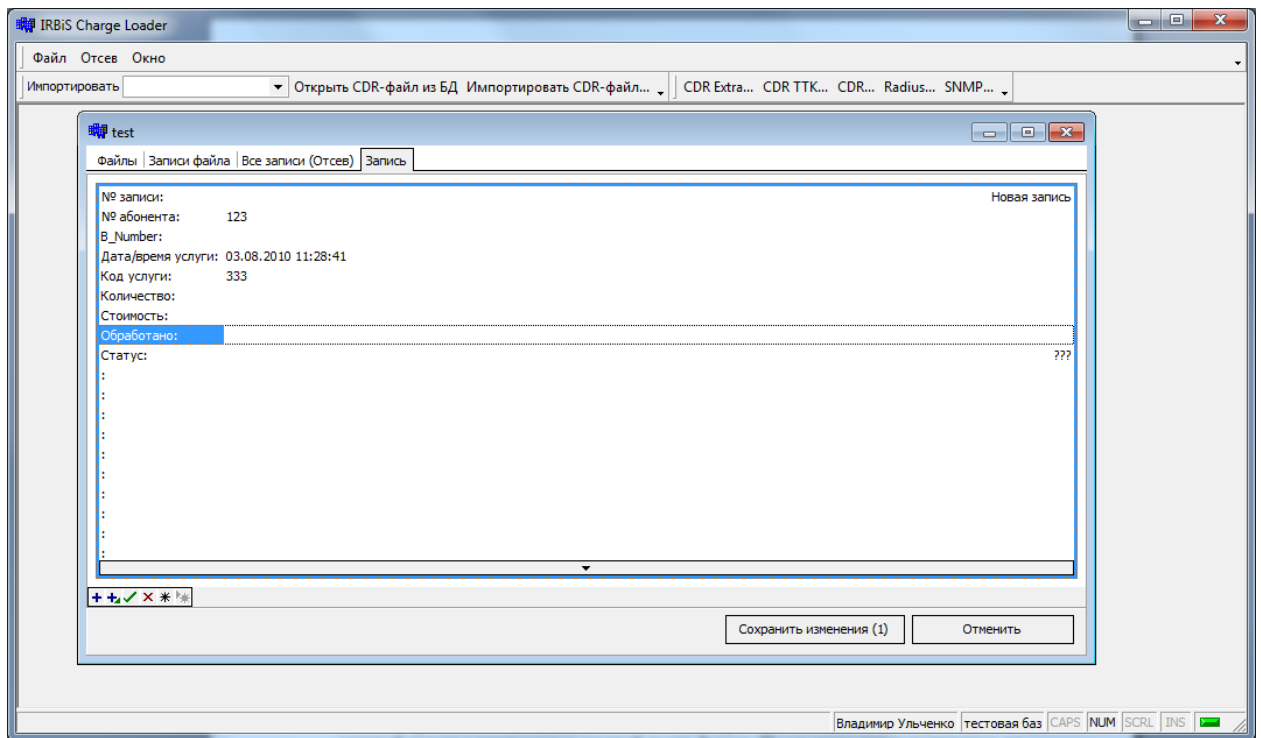 IRBiS Charge Loader
Файл Отсев Окно
Импортировать Открыть CDR-файл из БД Импортировать CDR-файл... CDR Extra... CDR TTK... CDR... Radius... SNMP...
test
Файлы Записи файла Все записи (Отсев) Запись
№ записи: Новая запись
№ абонента: 123
B_Number:
Дата/время услуги: 03.08.2010 11:28:41
Код услуги: 333
Количество:
Стоимость:
Обработано:
Статус: ???
:
:
:
:
:
:
:
:
:
:
Сохранить изменения (1) Отменить
Владимир Ульченко тестовая баз CAPS NUM SCRL INS